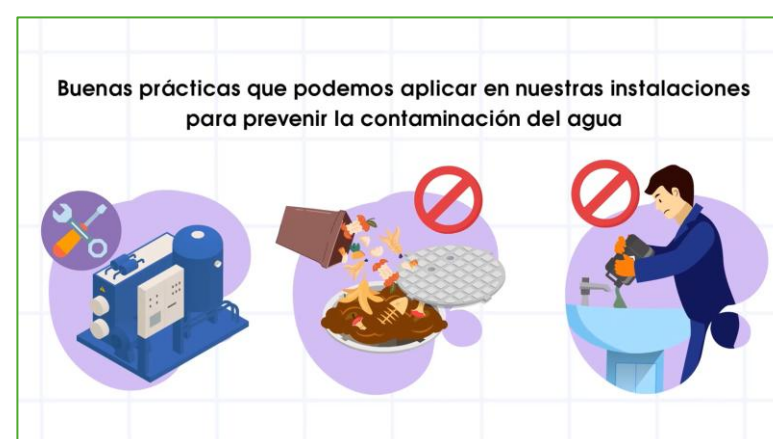 Buenas prácticas que podemos aplicar en nuestras instalaciones
para prevenir la contaminación del agua